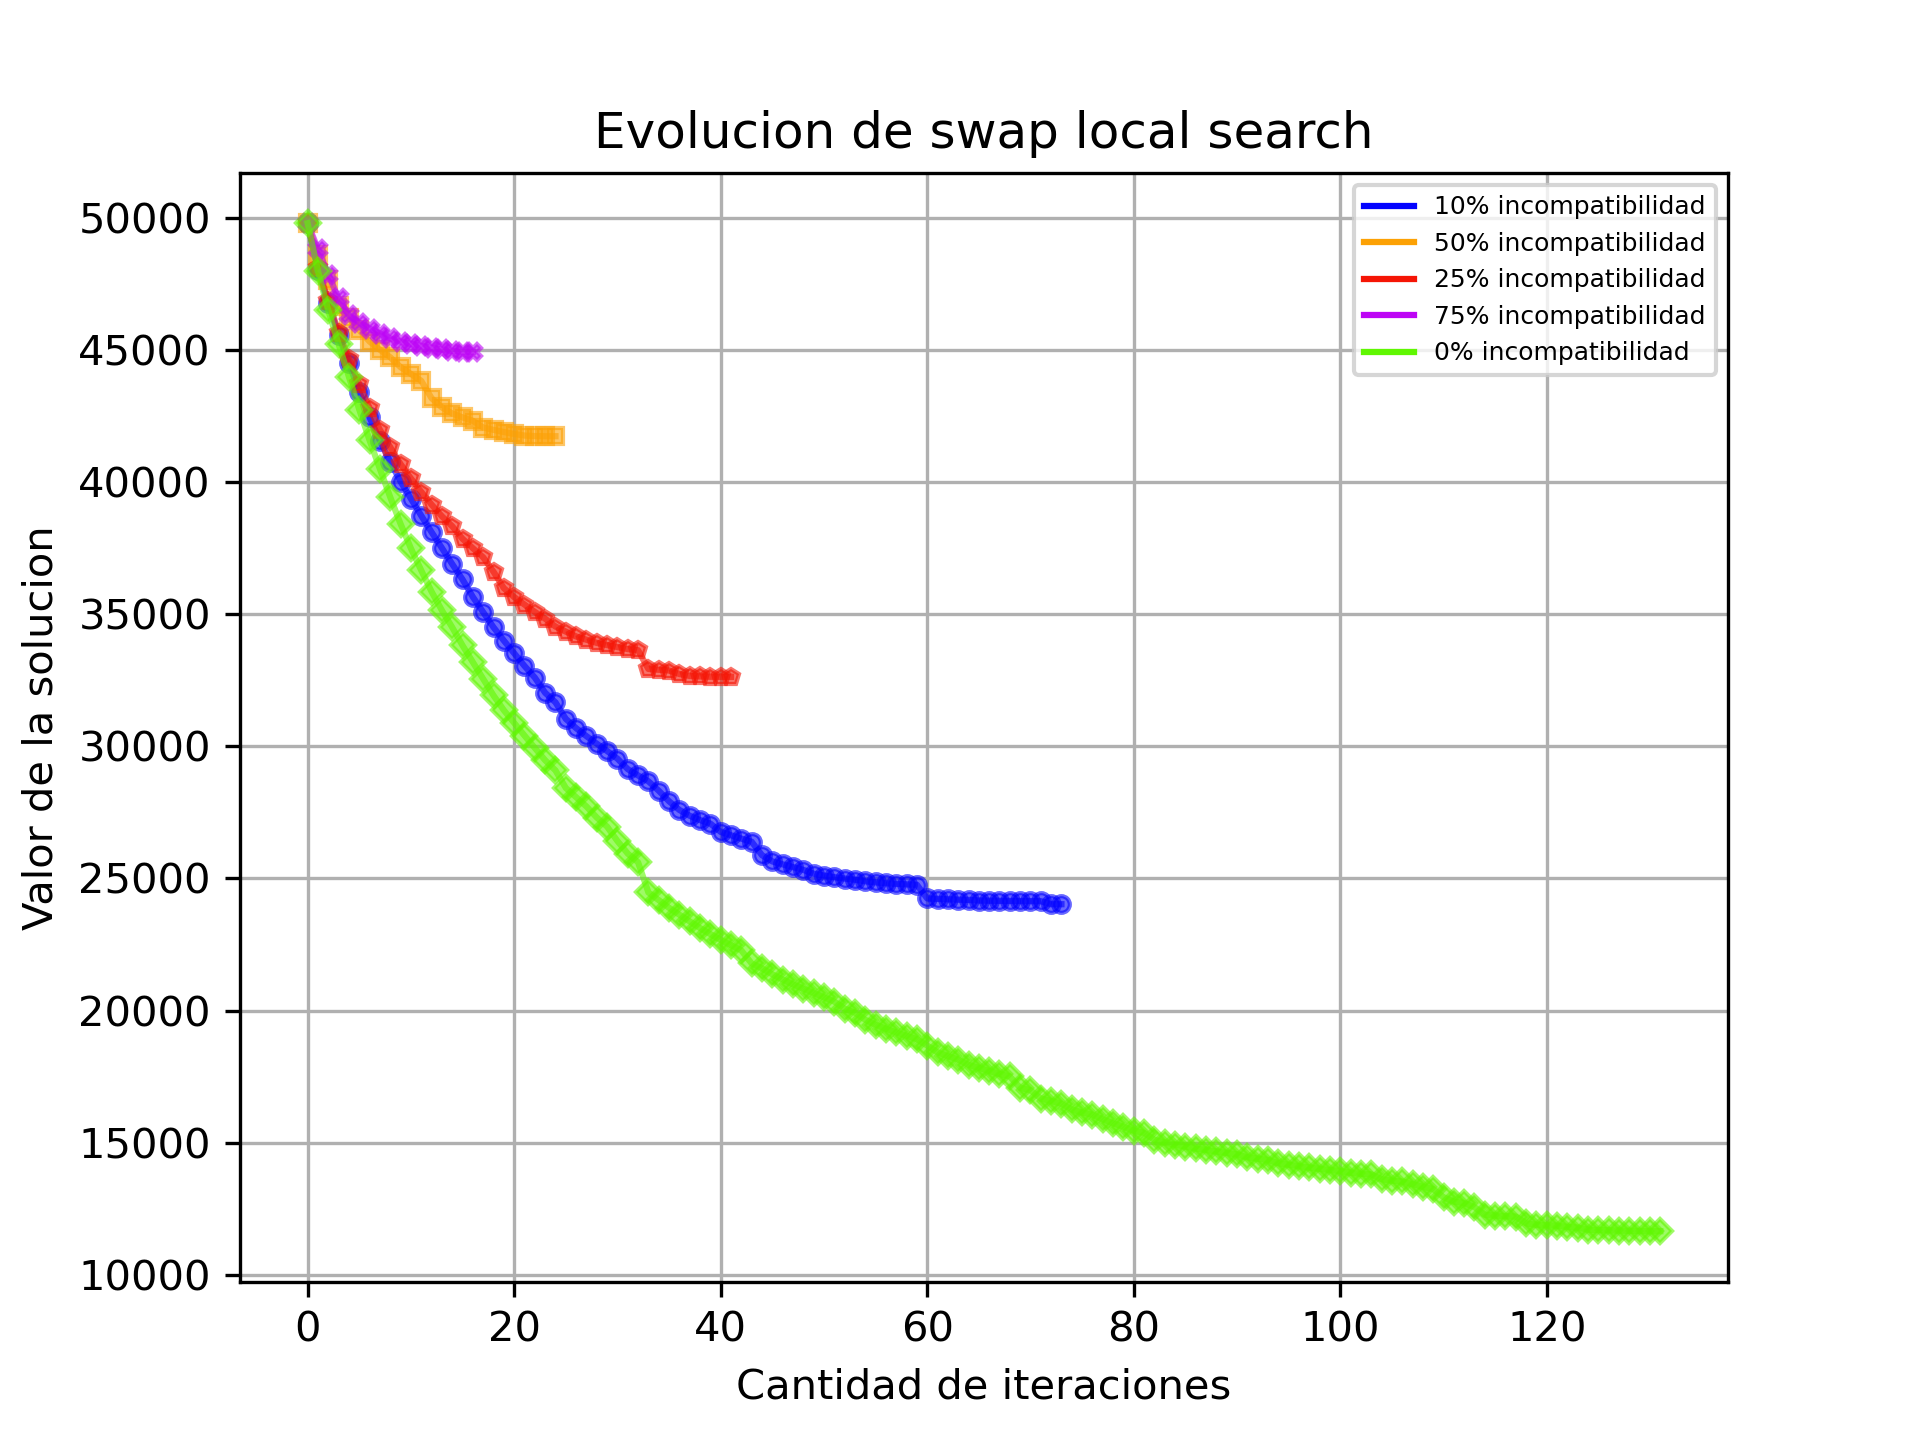 Evolucion de swap local search
10% incompatibilidad
50% incompatibilidad
25% incompatibilidad
75% incompatibilidad
0% incompatibilidad
Valor de la solucion
50000
45000
40000
35000
30000
25000
20000
15000
10000
0 20 40 60 80 100 120
Cantidad de iteraciones